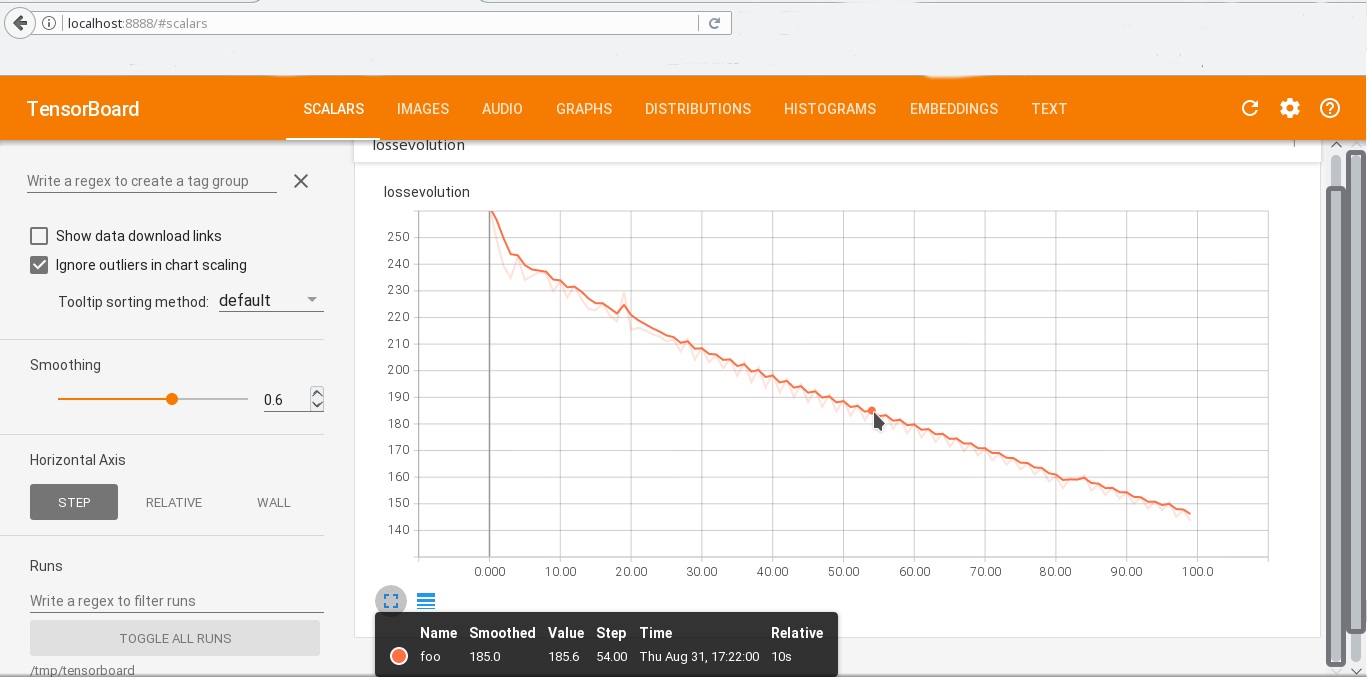 localhost:8888/#scalars
TensorBoard SCALARS IMAGES AUDIO GRAPHS DISTRIBUTIONS HISTOGRAMS EMBEDDINGS TEXT
lossevolution
Write a regex to create a tag group
Show data download links
Ignore outliers in chart scaling
Tooltip sorting method: default
Smoothing
0.6
Horizontal Axis
STEP RELATIVE WALL
Runs
Write a regex to filter runs
TOGGLE ALL RUNS
/tmp/tensorboard
lossevolution
250
240
230
220
210
200
190
180
170
160
150
140
0.000 10.00 20.00 30.00 40.00 50.00 60.00 70.00 80.00 90.00 100.0
Name Smoothed Value Step Time Relative
foo 185.0 185.6 54.00 Thu Aug 31, 17:22:00 10s